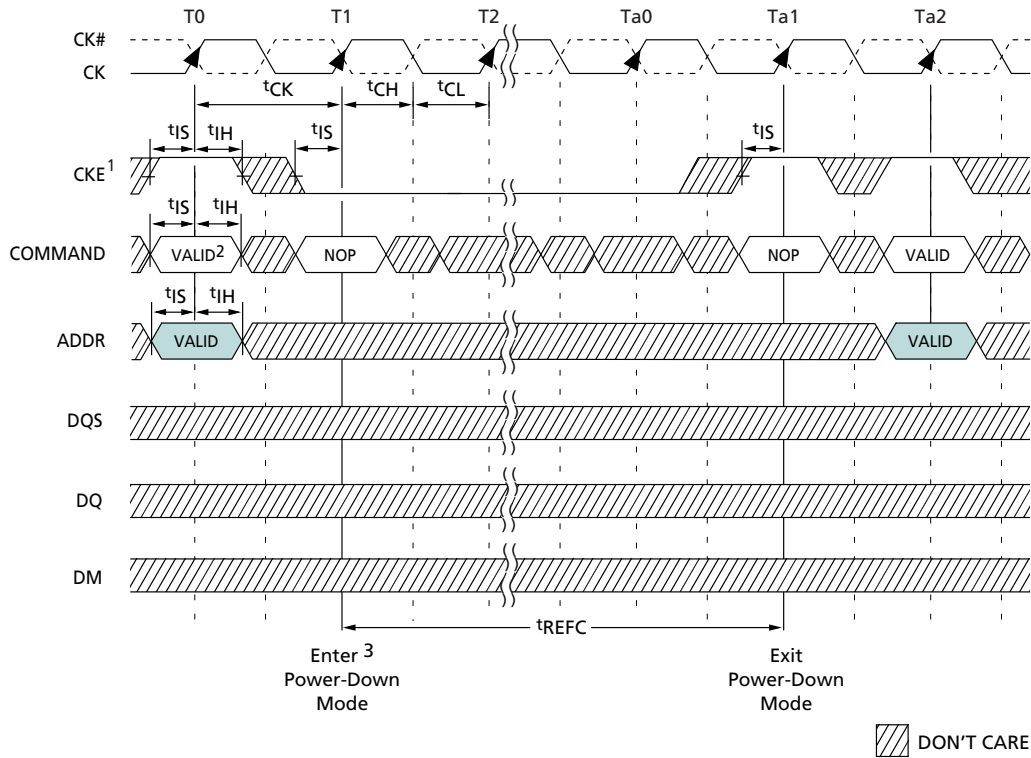 T0 T1 T2 Ta0 Ta1 Ta2
CK#
CK
tCK tCH tCL
tIS tIH tIS tIS
CKE1
tIS tIH
COMMAND VALID2 NOP NOP VALID
tIS tIH
ADDR VALID VALID
DQS
DQ
DM
tREFC
Enter 3
Power-Down
Mode
Exit
Power-Down
Mode
DON'T CARE